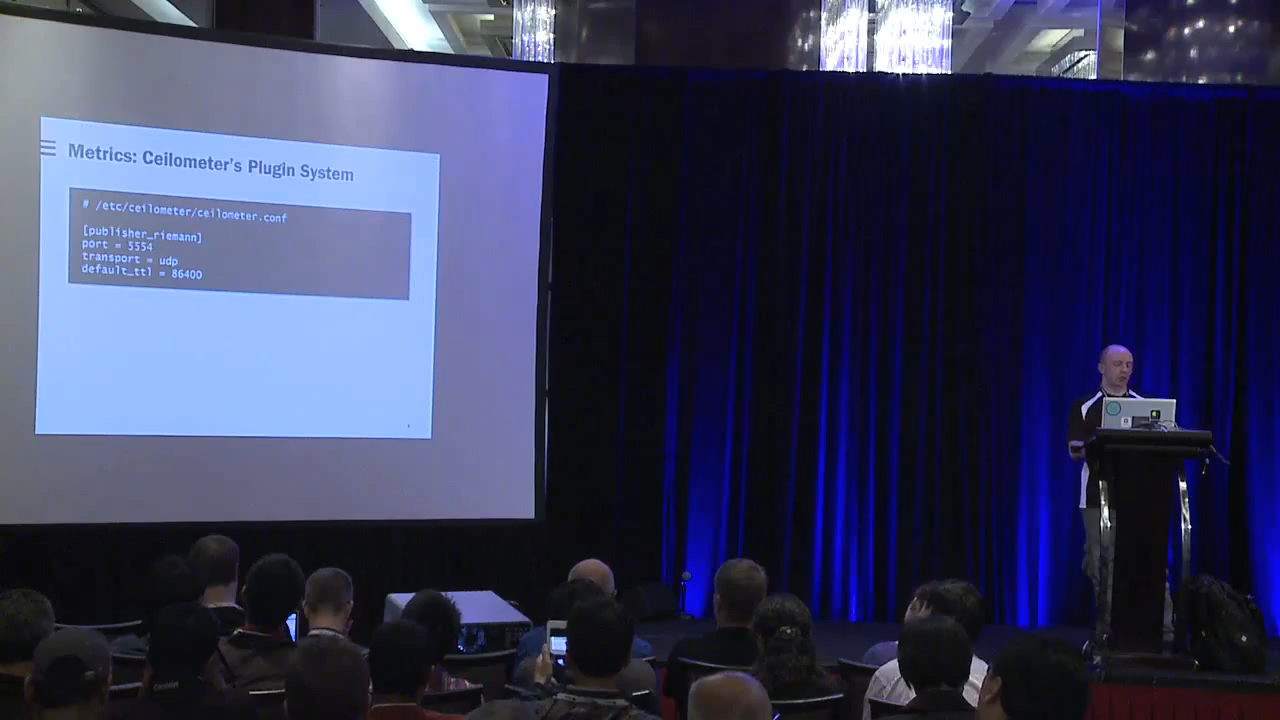 Metrics: Ceilometer's Plugin System
# /etc/ceilometer/ceilometer.conf
[publisher_riemann]
port = 5554
transport = udp
default_ttl = 86400